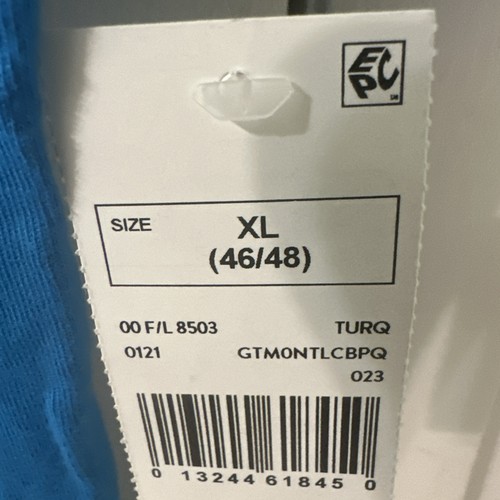 EPC
SIZE XL
(46/48)
00 F/L 8503 TURQ
0121 GTM0NTLCBPQ
023
0 13244 61845 0